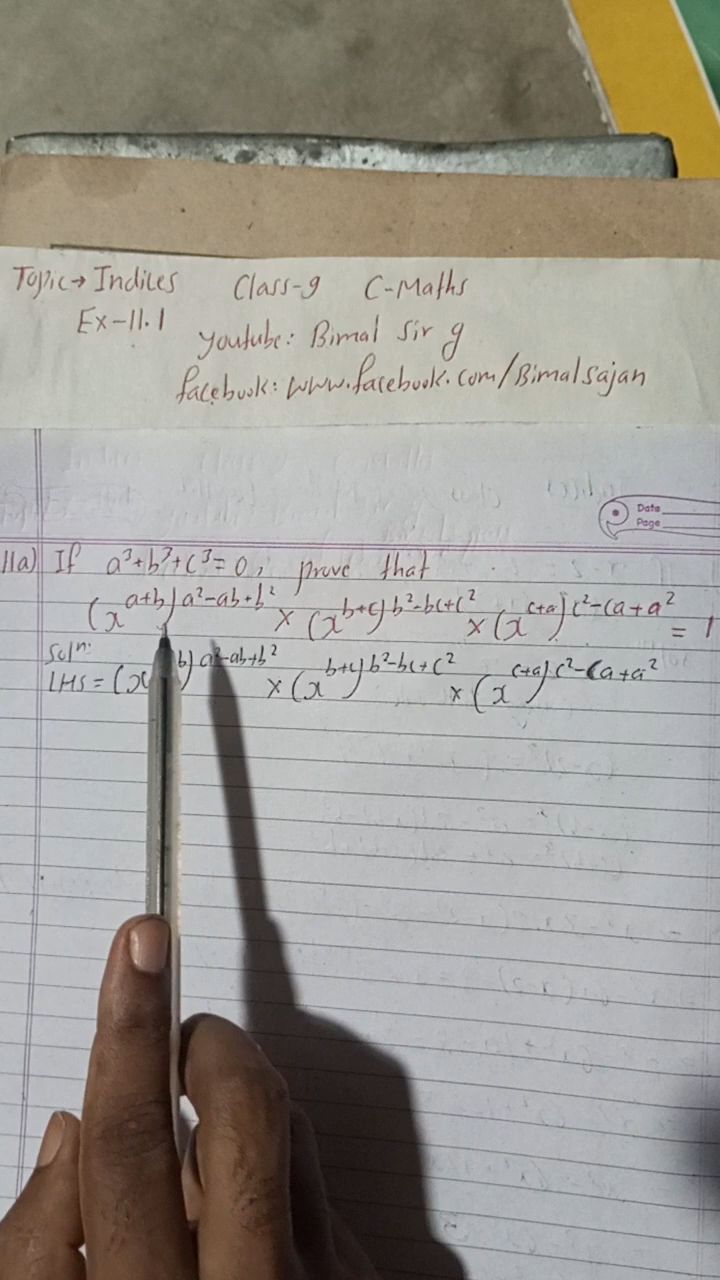 Topic→ Indices Class-9 C-Maths
Ex-11.1
youtube: Bimal Sir g
facebook: www.facebook.com/Bimalsajan
Date
Page
11a) If a³+b³+c³=0, prove that
(x^(a+b))^(a²-ab+b²) × (x^(b+c))^(b²-bc+c²) × (x^(c+a))^(c²-ca+a²) = 1
Solⁿ:
LHS = (x b)^(a²-ab+b²) × (x^(b+c))^(b²-bc+c²) × (x^(c+a))^(c²-ca+a²)